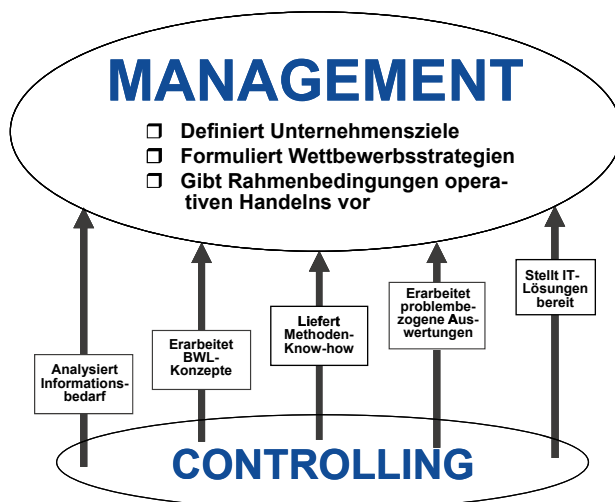 MANAGEMENT
❒ Definiert Unternehmensziele
❒ Formuliert Wettbewerbsstrategien
❒ Gibt Rahmenbedingungen opera-
tiven Handelns vor
Analysiert
Informations-
bedarf
Erarbeitet
BWL-
Konzepte
Liefert
Methoden-
Know-how
Erarbeitet
problembe-
zogene Aus-
wertungen
Stellt IT-
Lösungen
bereit
CONTROLLING